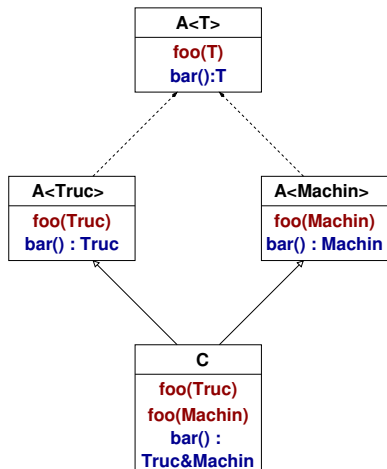 A<T>
foo(T)
bar():T
A<Truc>
foo(Truc)
bar() : Truc
A<Machin>
foo(Machin)
bar() : Machin
C
foo(Truc)
foo(Machin)
bar() :
Truc&Machin